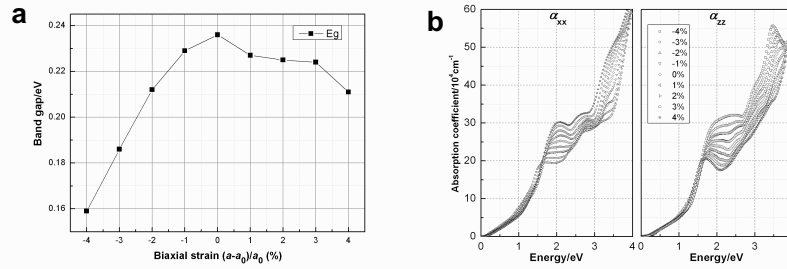 a
0.24
0.22
0.20
0.18
0.16
Band gap/eV
Eg
-4 -3 -2 -1 0 1 2 3 4
Biaxial strain (a-a0)/a0 (%)
b
αxx
αzz
60
50
40
30
20
10
0
Absorption coefficient/10⁴cm⁻¹
-4%
-3%
-2%
-1%
0%
1%
2%
3%
4%
0 1 2 3 4
0 1 2 3
Energy/eV
Energy/eV